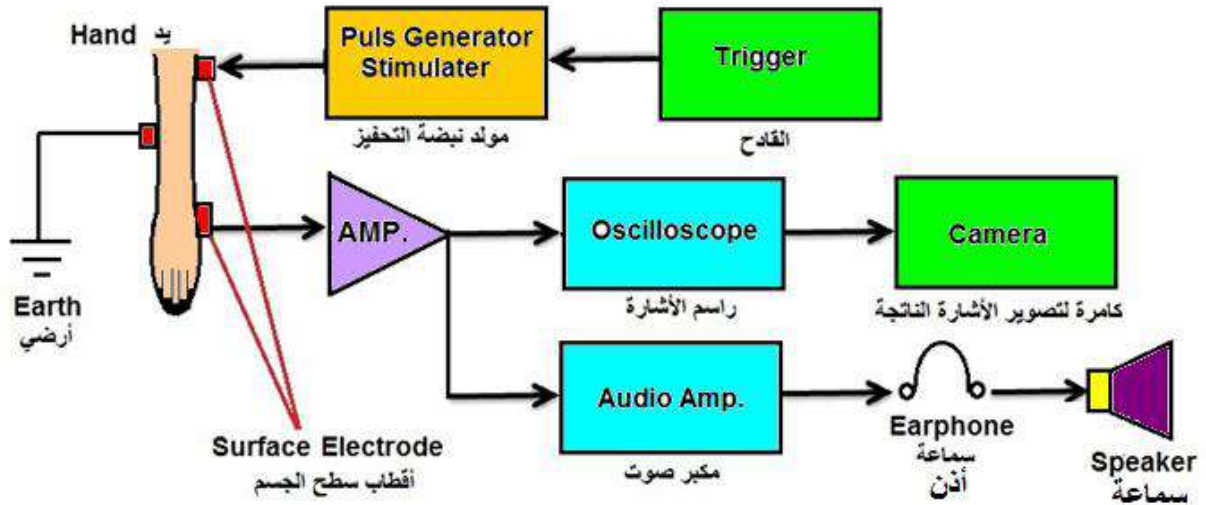 Hand يد
Puls Generator
Stimulater
مولد نبضة التحفيز
Trigger
القادح
AMP.
Oscilloscope
راسم الأشارة
Camera
كامرة لتصوير الأشارة الناتجة
Earth
أرضي
Audio Amp.
مكبر صوت
Earphone
سماعة
أذن
Speaker
سماعة
Surface Electrode
أقطاب سطح الجسم